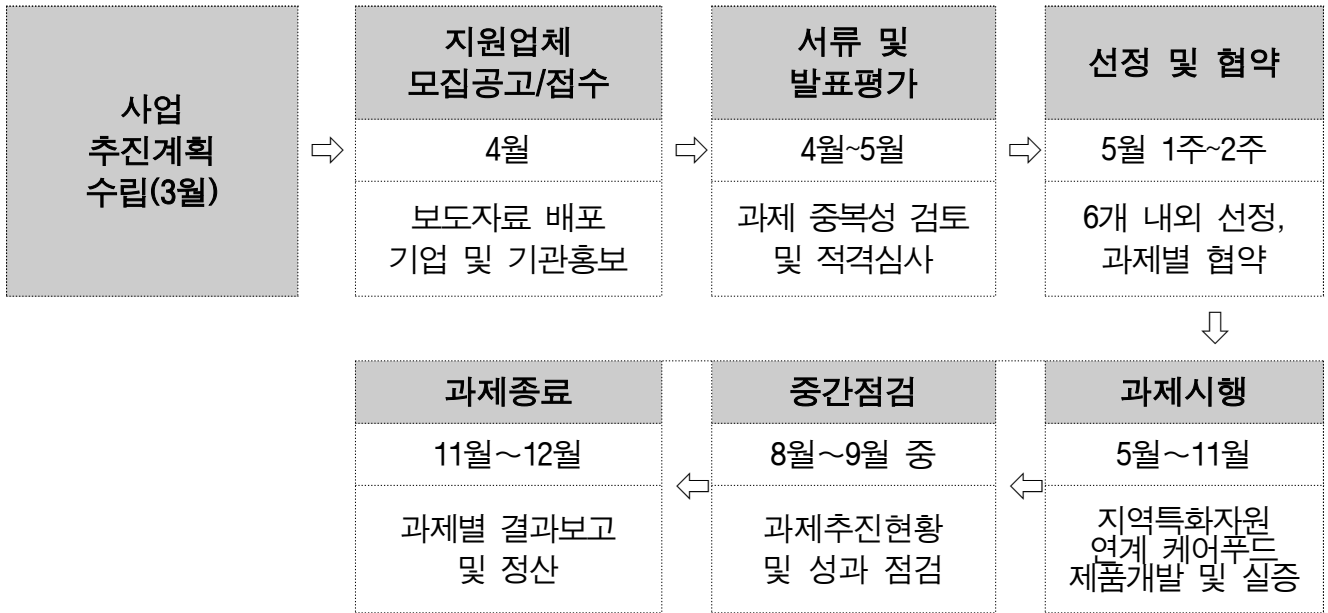 사업
추진계획
수립(3월)
⇨
지원업체
모집공고/접수
4월
보도자료 배포
기업 및 기관홍보
⇨
서류 및
발표평가
4월~5월
과제 중복성 검토
및 적격심사
⇨
선정 및 협약
5월 1주~2주
6개 내외 선정,
과제별 협약
⇩
과제시행
5월～11월
지역특화자원
연계 케어푸드
제품개발 및 실증
⇦
중간점검
8월～9월 중
과제추진현황
및 성과 점검
⇦
과제종료
11월～12월
과제별 결과보고
및 정산